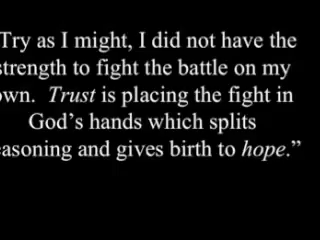 Try as I might, I did not have the
strength to fight the battle on my
own. Trust is placing the fight in
God’s hands which splits
reasoning and gives birth to hope.”